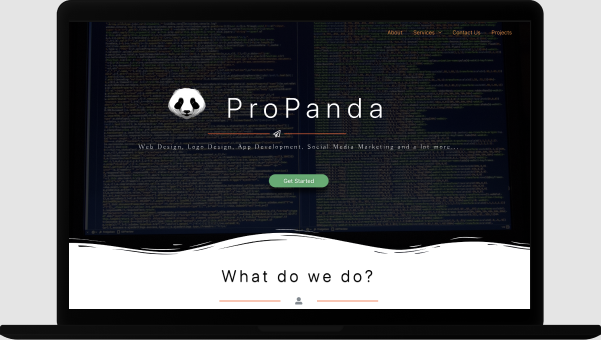 About Services Contact Us Projects
ProPanda
Web Design, Logo Design, App Development, Social Media Marketing and a lot more...
Get Started
What do we do?